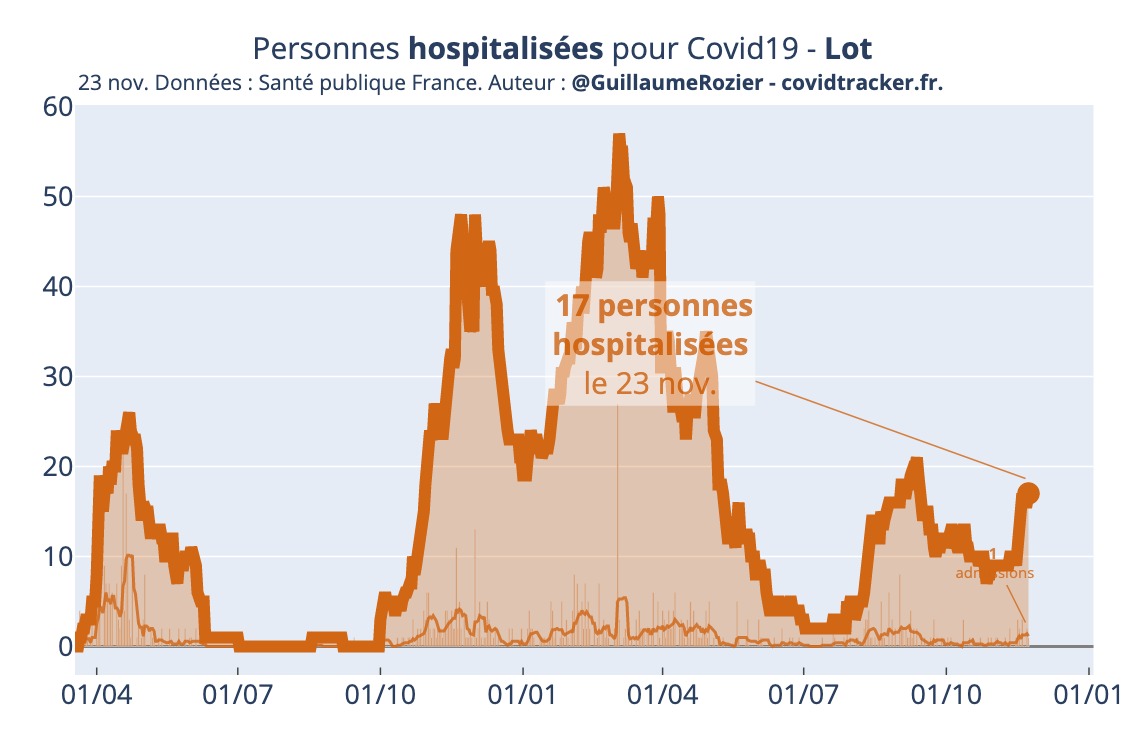 Personnes hospitalisées pour Covid19 - Lot
23 nov. Données : Santé publique France. Auteur : @GuillaumeRozier - covidtracker.fr.
60
50
40
30
20
10
0
17 personnes
hospitalisées
le 23 nov.
1
admissions
01/04 01/07 01/10 01/01 01/04 01/07 01/10 01/01